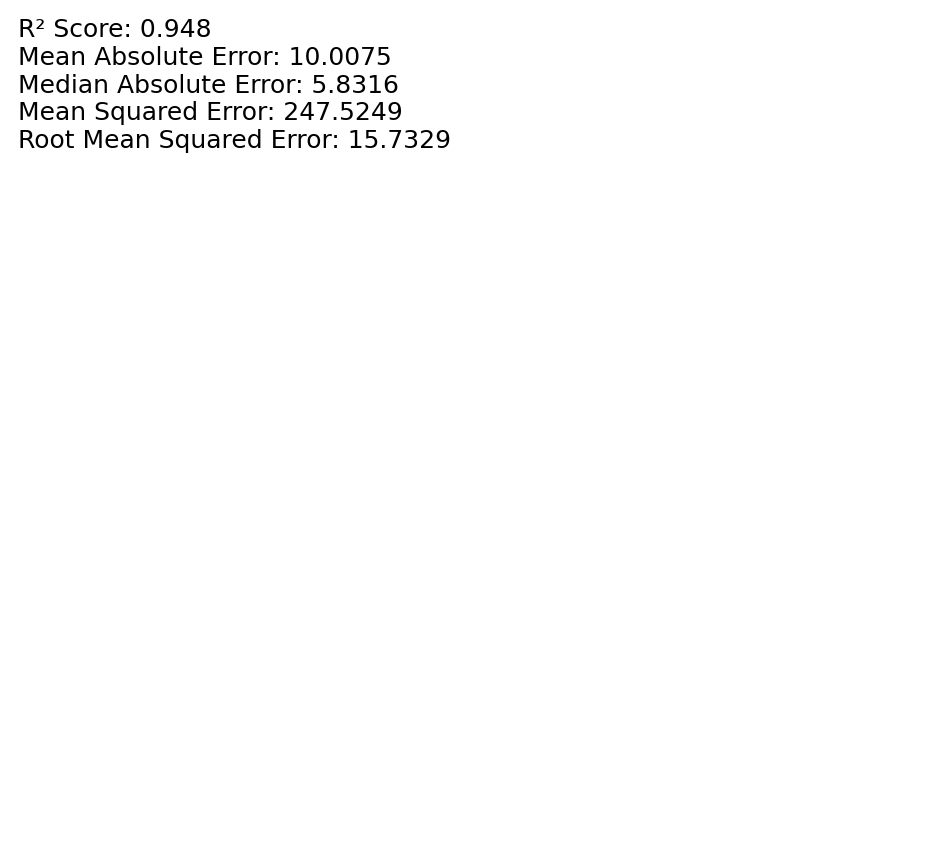 R² Score: 0.948
Mean Absolute Error: 10.0075
Median Absolute Error: 5.8316
Mean Squared Error: 247.5249
Root Mean Squared Error: 15.7329